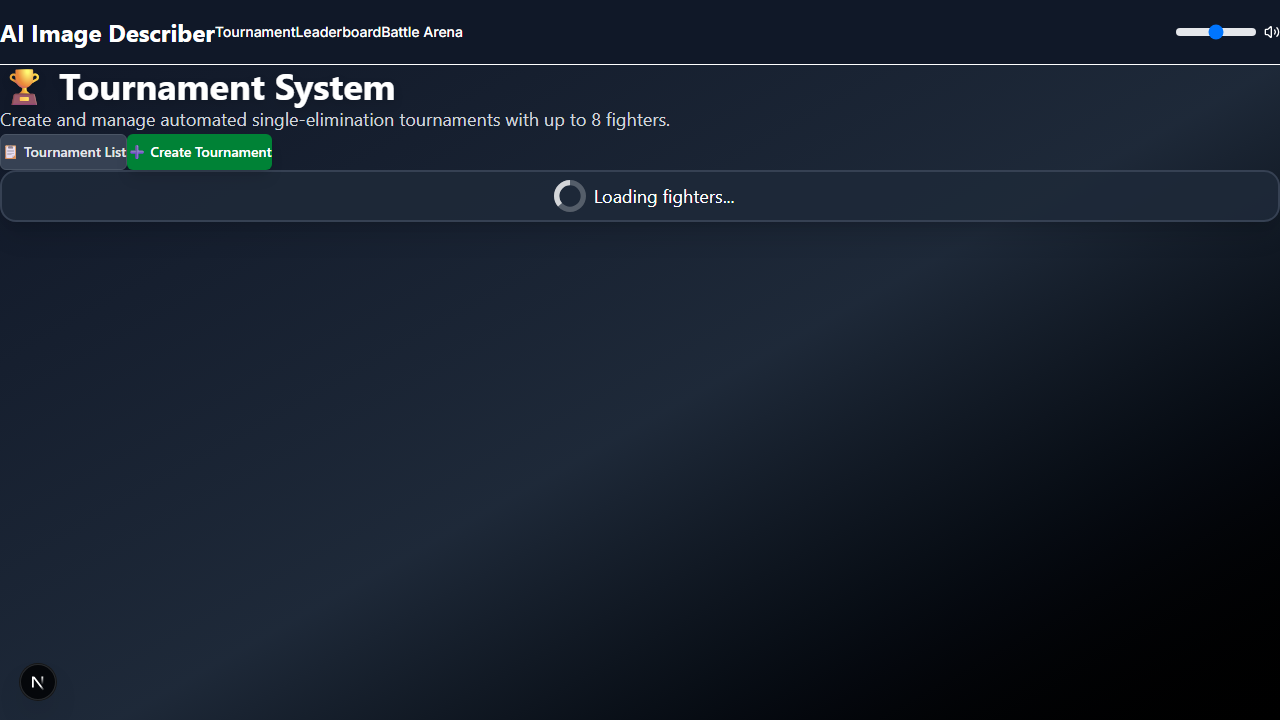 AI Image Describer Tournament Leaderboard Battle Arena
🏆 Tournament System
Create and manage automated single-elimination tournaments with up to 8 fighters.
📋 Tournament List ➕ Create Tournament
Loading fighters...
N